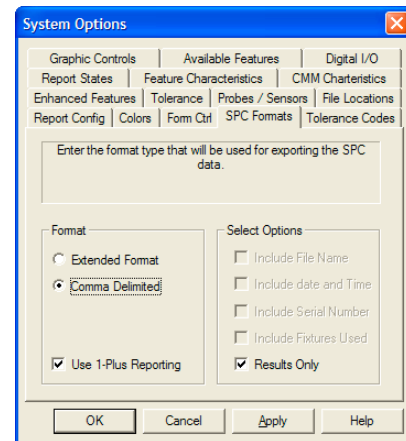 System Options
Graphic Controls Available Features Digital I/O
Report States Feature Characteristics CMM Charteristics
Enhanced Features Tolerance Probes / Sensors File Locations
Report Config Colors Form Ctrl SPC Formats Tolerance Codes
Enter the format type that will be used for exporting the SPC
data.
Format
Extended Format
Comma Delimited
Use 1-Plus Reporting
Select Options
Include File Name
Include date and Time
Include Serial Number
Include Fixtures Used
Results Only
OK Cancel Apply Help